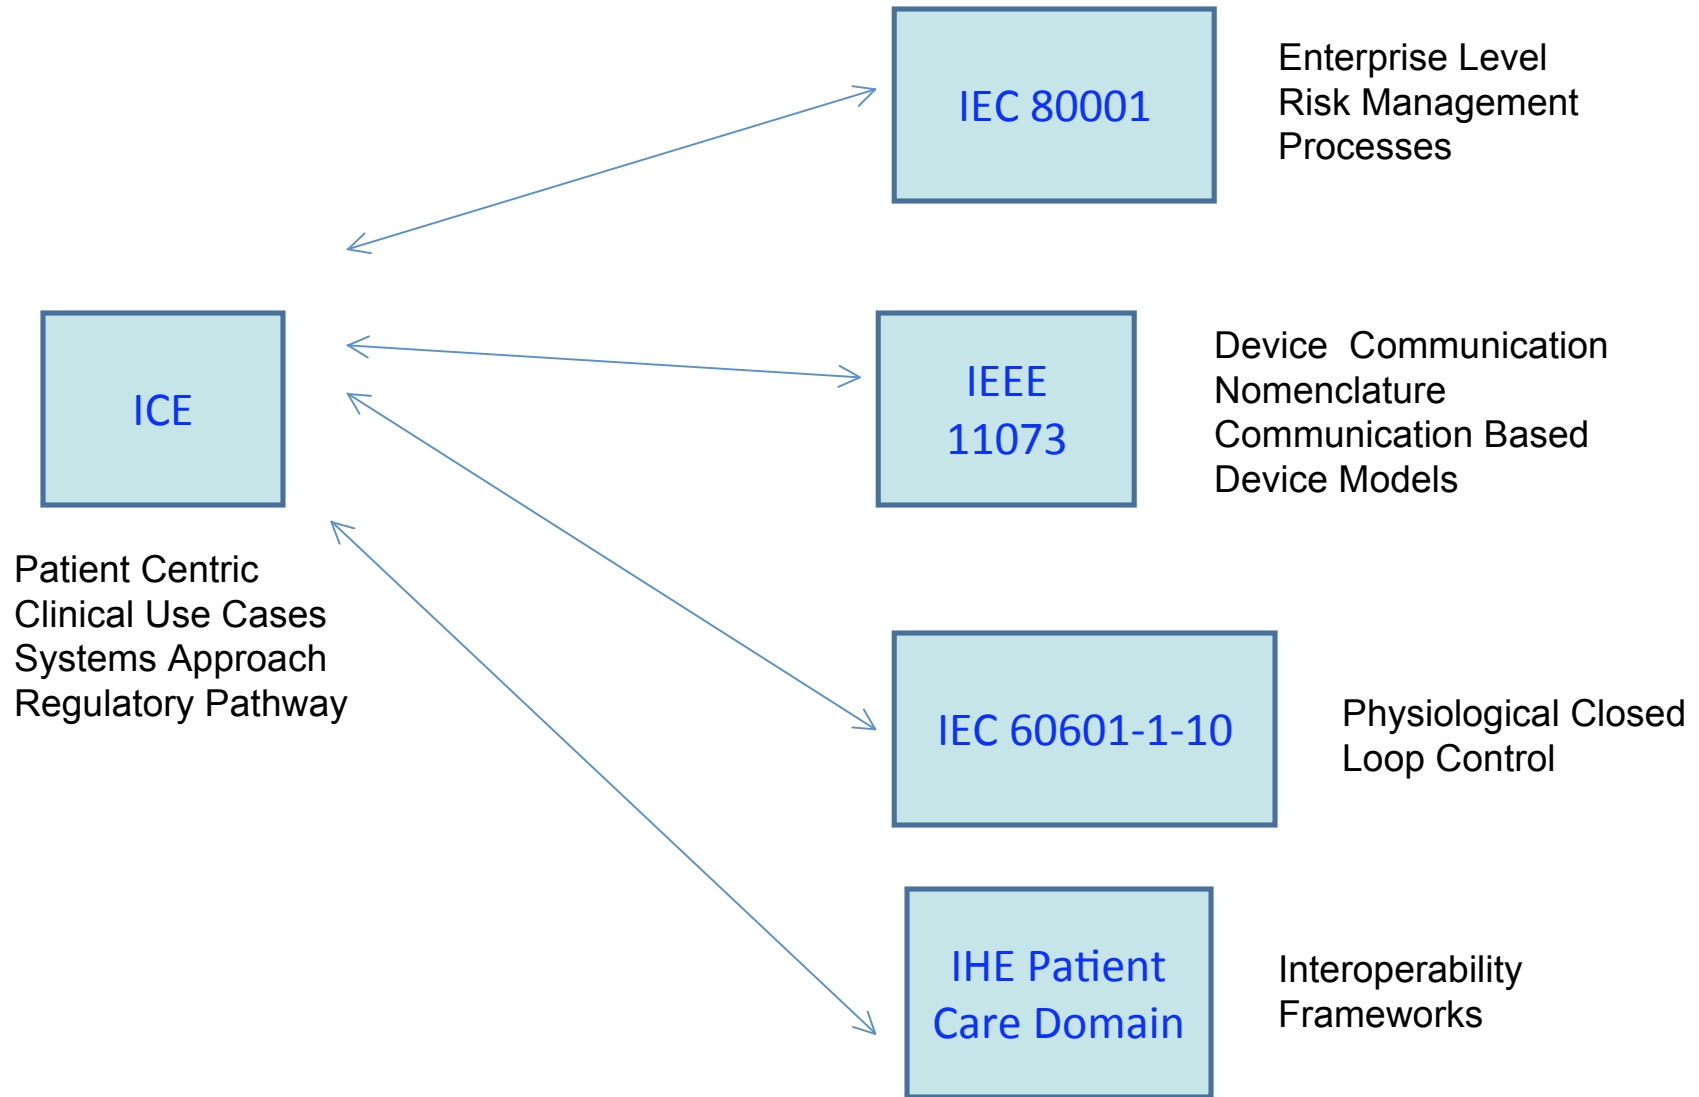 IEC 80001
Enterprise Level
Risk Management
Processes
ICE
Patient Centric
Clinical Use Cases
Systems Approach
Regulatory Pathway
IEEE
11073
Device  Communication
Nomenclature
Communication Based
Device Models
IEC 60601-1-10
Physiological Closed
Loop Control
IHE Patient
Care Domain
Interoperability
Frameworks